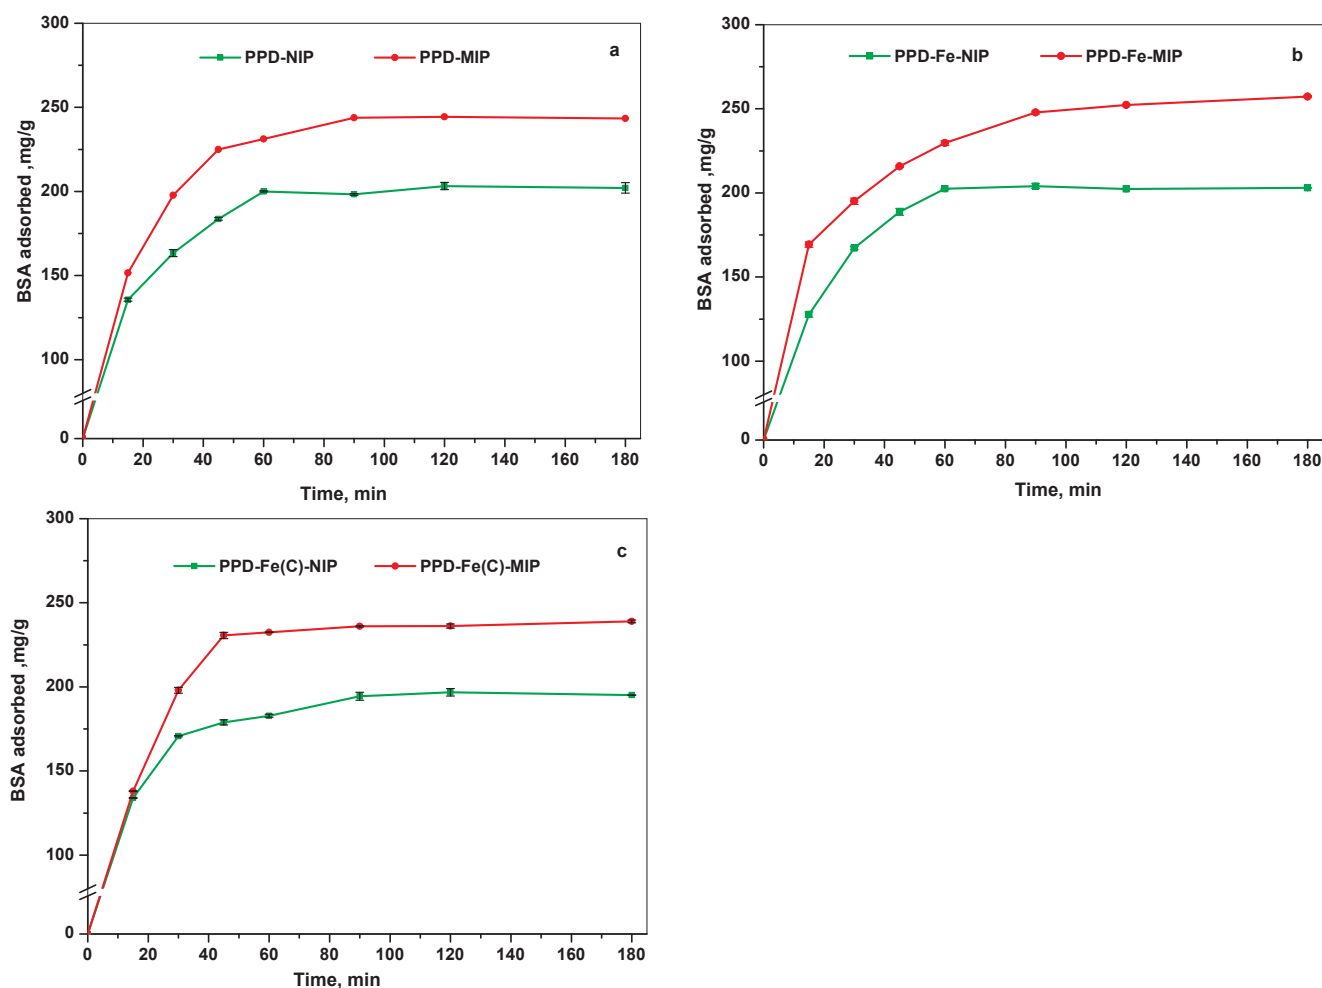 a
PPD-NIP PPD-MIP
300
250
200
150
100
0
BSA adsorbed ,mg/g
0 20 40 60 80 100 120 140 160 180
Time, min
b
PPD-Fe-NIP PPD-Fe-MIP
300
250
200
150
100
0
BSA adsorbed ,mg/g
0 20 40 60 80 100 120 140 160 180
Time, min
c
PPD-Fe(C)-NIP PPD-Fe(C)-MIP
300
250
200
150
100
0
BSA adsorbed ,mg/g
0 20 40 60 80 100 120 140 160 180
Time, min